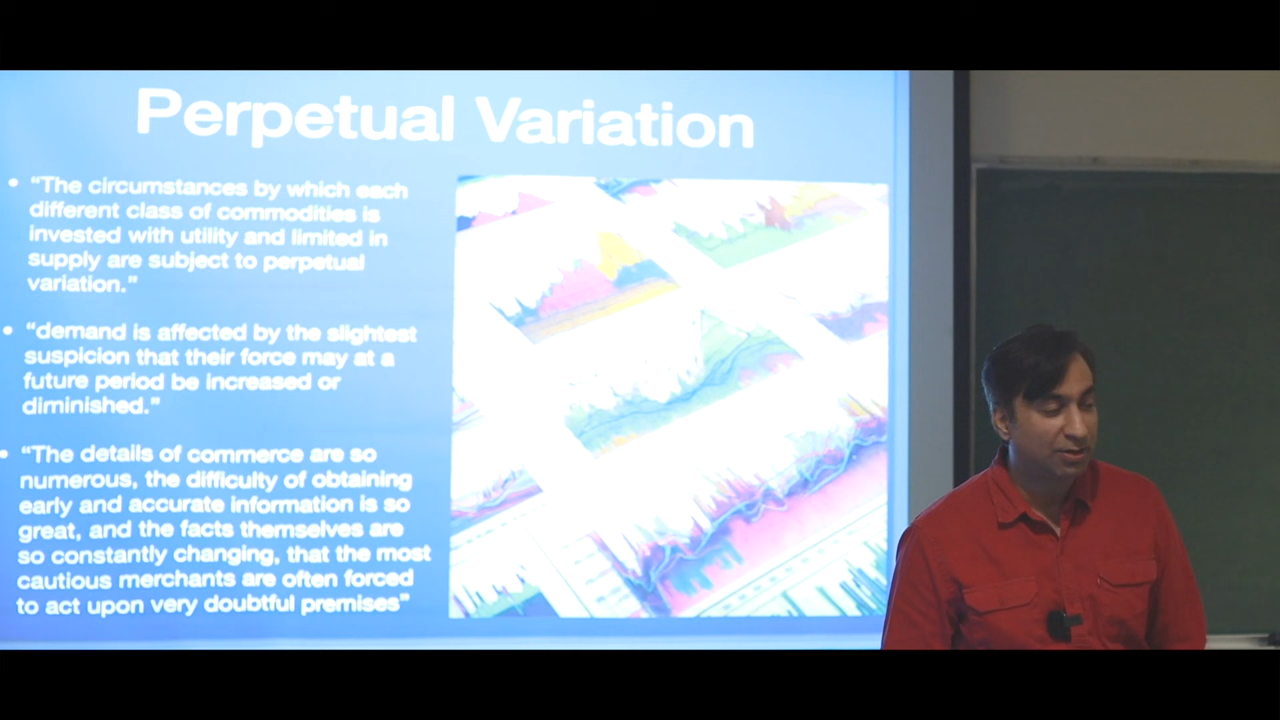 Perpetual Variation
• “The circumstances by which each
different class of commodities is
invested with utility and limited in
supply are subject to perpetual
variation.”
• “demand is affected by the slightest
suspicion that their force may at a
future period be increased or
diminished.”
• “The details of commerce are so
numerous, the difficulty of obtaining
early and accurate information is so
great, and the facts themselves are
so constantly changing, that the most
cautious merchants are often forced
to act upon very doubtful premises”